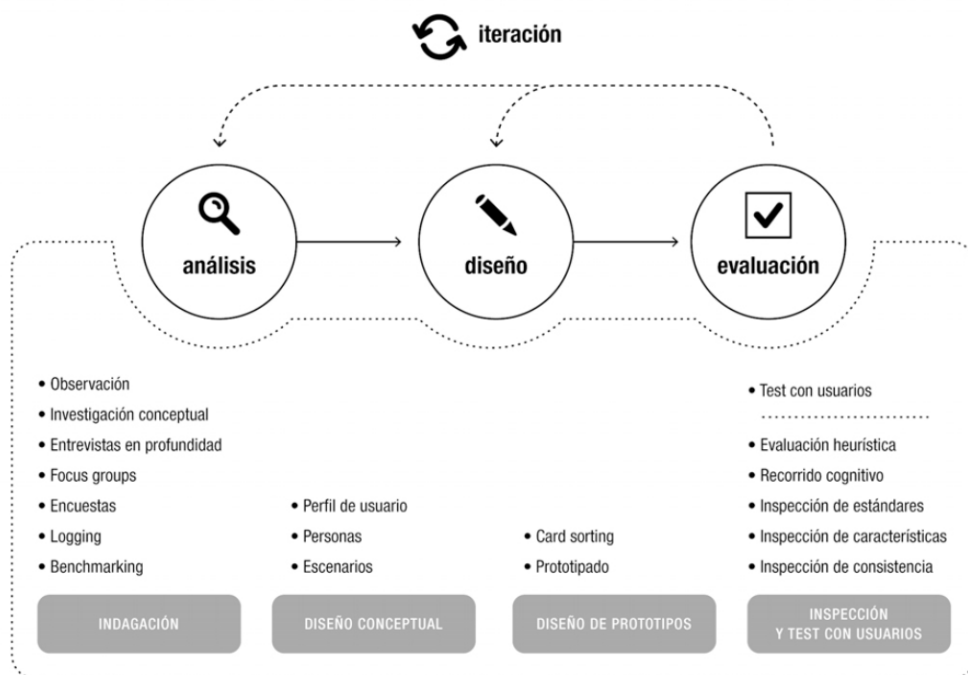 iteración
análisis
diseño
evaluación
• Observación
• Investigación conceptual
• Entrevistas en profundidad
• Focus groups
• Encuestas
• Logging
• Benchmarking
INDAGACIÓN
• Perfil de usuario
• Personas
• Escenarios
DISEÑO CONCEPTUAL
• Card sorting
• Prototipado
DISEÑO DE PROTOTIPOS
• Test con usuarios
• Evaluación heurística
• Recorrido cognitivo
• Inspección de estándares
• Inspección de características
• Inspección de consistencia
INSPECCIÓN
Y TEST CON USUARIOS